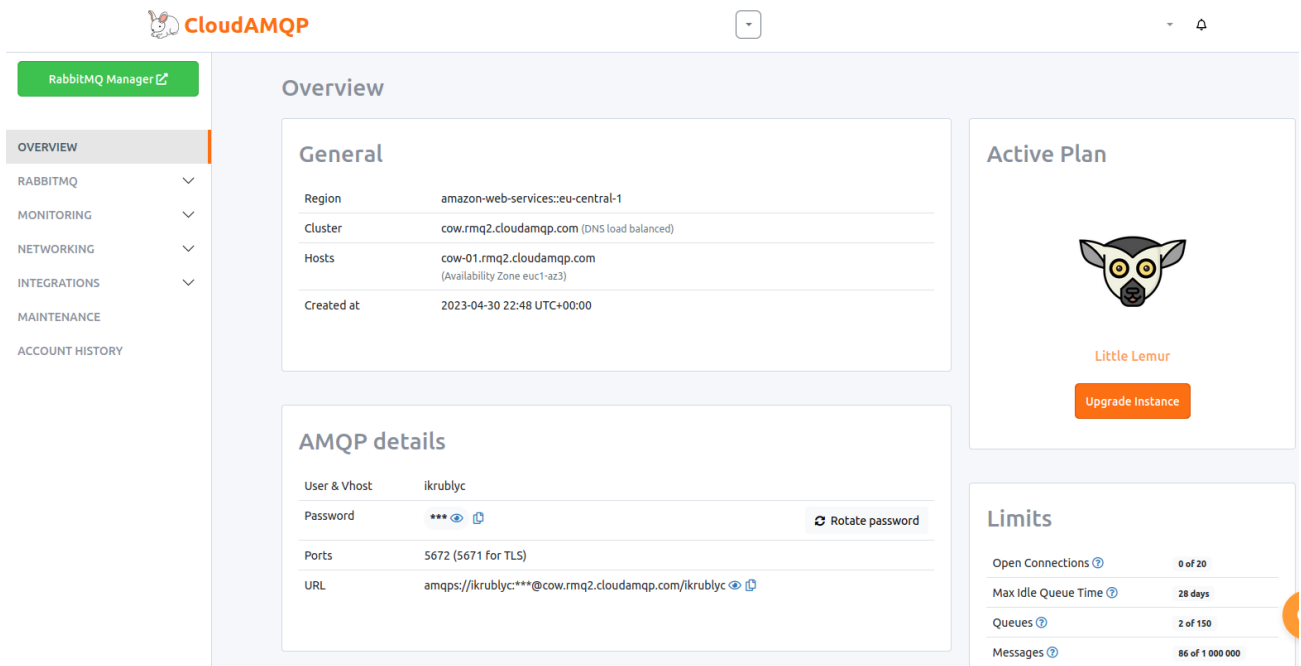 CloudAMQP
RabbitMQ Manager
OVERVIEW
RABBITMQ
MONITORING
NETWORKING
INTEGRATIONS
MAINTENANCE
ACCOUNT HISTORY
Overview
General
Region amazon-web-services::eu-central-1
Cluster cow.rmq2.cloudamqp.com (DNS load balanced)
Hosts cow-01.rmq2.cloudamqp.com
(Availability Zone euc1-az3)
Created at 2023-04-30 22:48 UTC+00:00
AMQP details
User & Vhost ikrublyc
Password ***
Rotate password
Ports 5672 (5671 for TLS)
URL amqps://ikrublyc:***@cow.rmq2.cloudamqp.com/ikrublyc
Active Plan
Little Lemur
Upgrade Instance
Limits
Open Connections 0 of 20
Max Idle Queue Time 28 days
Queues 2 of 150
Messages 86 of 1 000 000